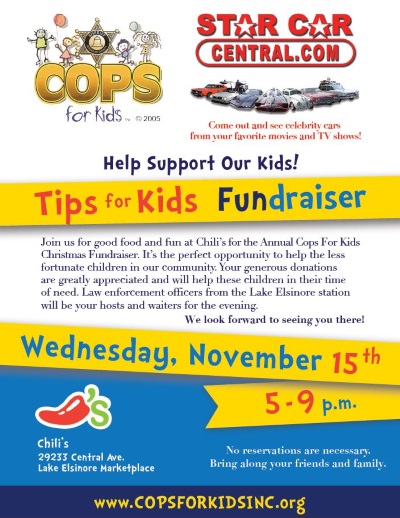 COPS
for Kids ™ © 2005
STAR CAR
CENTRAL.COM
Come out and see celebrity cars
from your favorite movies and TV shows!
Help Support Our Kids!
Tips for Kids Fundraiser
Join us for good food and fun at Chili's for the Annual Cops For Kids
Christmas Fundraiser. It's the perfect opportunity to help the less
fortunate children in our community. Your generous donations
are greatly appreciated and will help these children in their time
of need. Law enforcement officers from the Lake Elsinore station
will be your hosts and waiters for the evening.
We look forward to seeing you there!
Wednesday, November 15th
5-9 p.m.
's
Chili's
29233 Central Ave.
Lake Elsinore Marketplace
No reservations are necessary.
Bring along your friends and family.
www.COPSFORKIDSINC.org